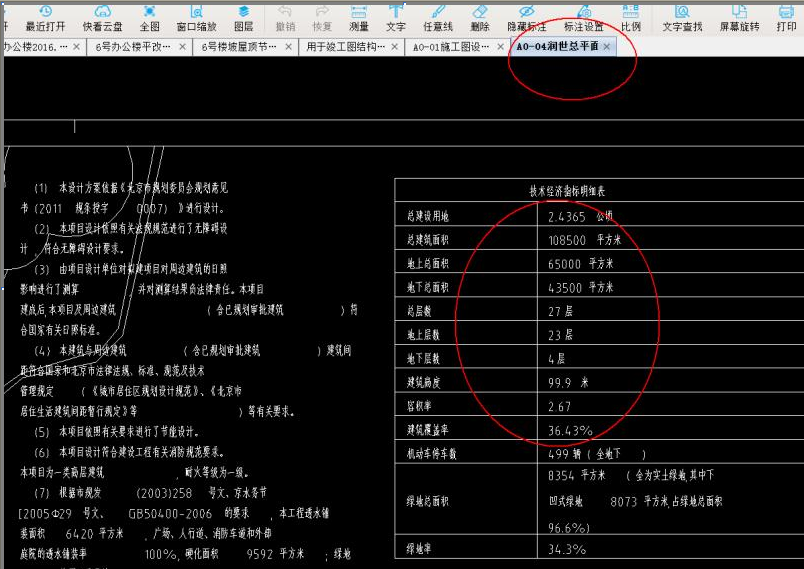 最近打开 快看云盘 全图 窗口缩放 图层 撤销 恢复 测量 文字 任意线 删除 隐藏标注 标注设置 比例 文字查找 屏幕旋转 打印
办公楼2016.… × 6号办公楼平改… × 6号楼坡屋顶节… × 用于竣工图结构… × A0-01施工图设… × A0-04润世总平面 ×
(1) 本设计方案依据《北京市规划委员会规划意见
书(2011 规条授字 0007) 》进行设计。
(2) 本项目设计依照有关法规规范进行了无障碍设
计 , 符合无障碍设计要求。
(3) 由项目设计单位对拟建项目对周边建筑的日照
影响进行了测算 并对测算结果负法律责任。本项目
建成后,本项目及周边建筑 (含已规划审批建筑 ) 符
合国家有关日照标准。
(4) 本建筑与周边建筑 (含已规划审批建筑 ) 建筑间
距符合国家和北京市法律法规、标准、规范及技术
管理规定 (《城市居住区规划设计规范》、《北京市
居住生活建筑间距暂行规定》等 ) 等有关要求。
(5) 本项目依照有关要求进行了节能设计。
(6) 本项目设计符合建设工程有关消防规范要求。
本项目为一类高层建筑 , 耐火等级为一级。
(7) 根据市规发 (2003)258 号文、京水务节
[2005Φ29 号文、 GB50400-2006 的要求 , 本工程透水铺
装面积 6420 平方米 , 广场、人行道、消防车道和外部
庭院的透水铺装率 100%, 硬化面积 9592 平方米 ; 绿地
技术经济指标明细表
总建设用地 2.4365 公顷
总建筑面积 108500 平方米
地上总面积 65000 平方米
地下总面积 43500 平方米
总层数 27 层
地上层数 23 层
地下层数 4 层
建筑高度 99.9 米
容积率 2.67
建筑覆盖率 36.43%
机动车停车数 499 辆 ( 全地下 )
绿地总面积 8354 平方米 ( 全为实土绿地,其中下
凹式绿地 8073 平方米,占绿地总面积
96.6%)
绿地率 34.3%